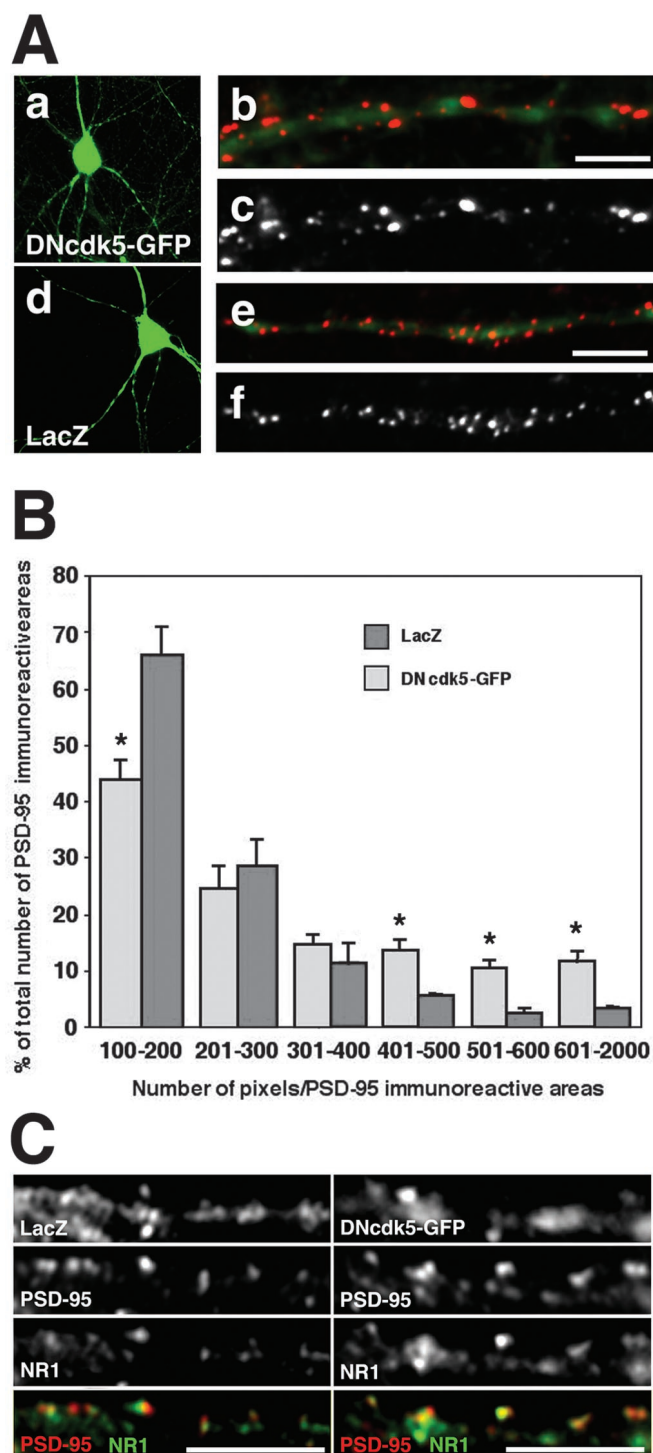 A
a
b
DNcdk5-GFP
c
d
e
LacZ
f
B
% of total number of PSD-95 immunoreactiveareas
80
70
60
50
40
30
20
10
0
LacZ
DNcdk5-GFP
*
*
*
*
100-200 201-300 301-400 401-500 501-600 601-2000
Number of pixels/PSD-95 immunoreactive areas
C
LacZ
DNcdk5-GFP
PSD-95
PSD-95
NR1
NR1
PSD-95 NR1
PSD-95 NR1